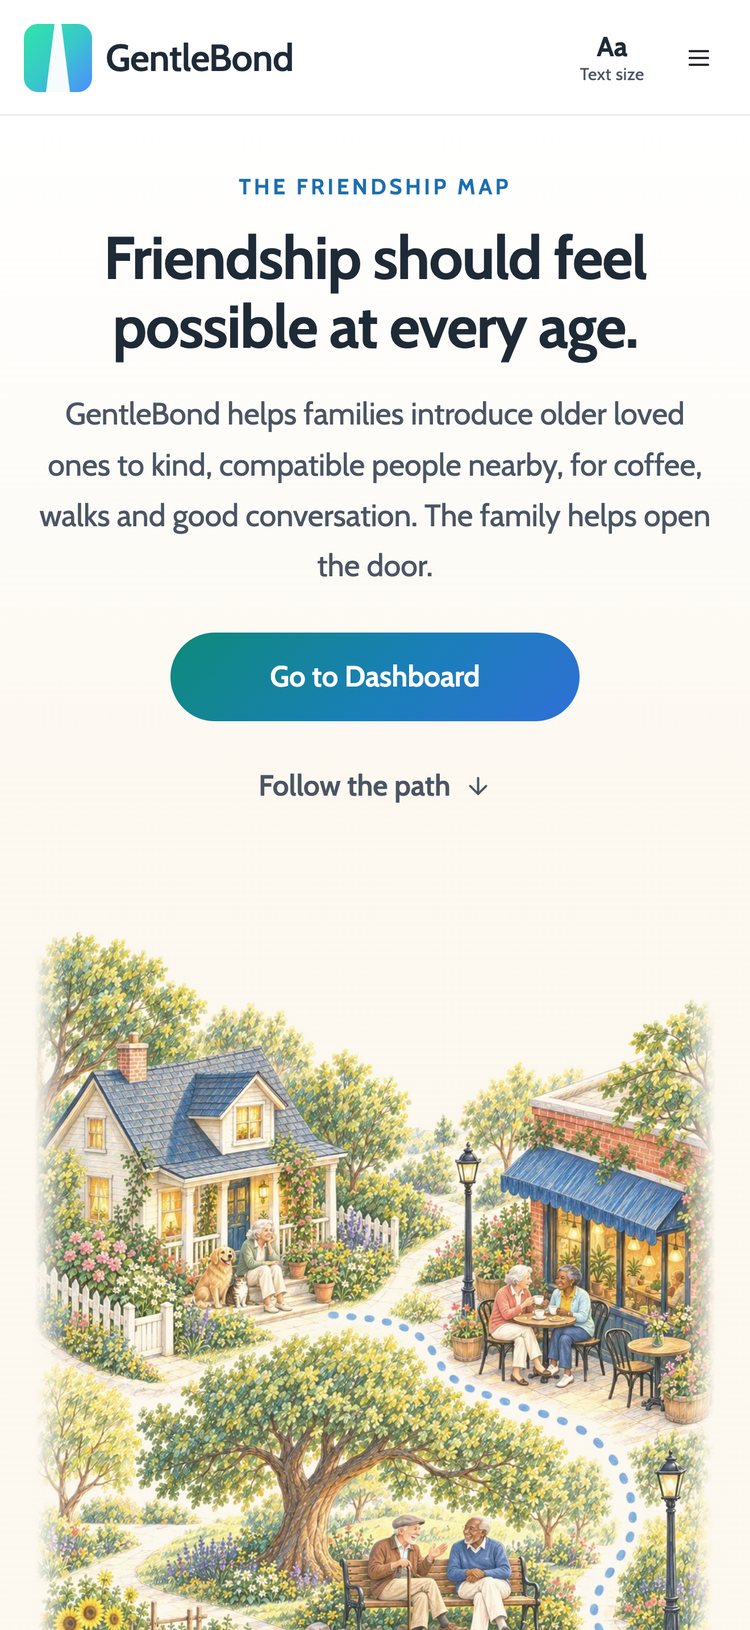 GentleBond
Aa
Text size
THE FRIENDSHIP MAP
Friendship should feel
possible at every age.
GentleBond helps families introduce older loved
ones to kind, compatible people nearby, for coffee,
walks and good conversation. The family helps open
the door.
Go to Dashboard
Follow the path ↓